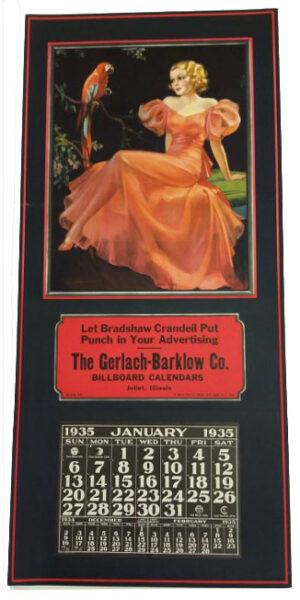 Let Bradshaw Crandell Put
Punch in Your Advertising
The Gerlach-Barklow Co.
BILLBOARD CALENDARS
Joliet, Illinois
1935 JANUARY 1935
SUN MON TUE WED THU FRI SAT
1 2 3 4 5
6 7 8 9 10 11 12
13 14 15 16 17 18 19
20 21 22 23 24 25 26
27 28 29 30 31
1934 DECEMBER FEBRUARY 1935